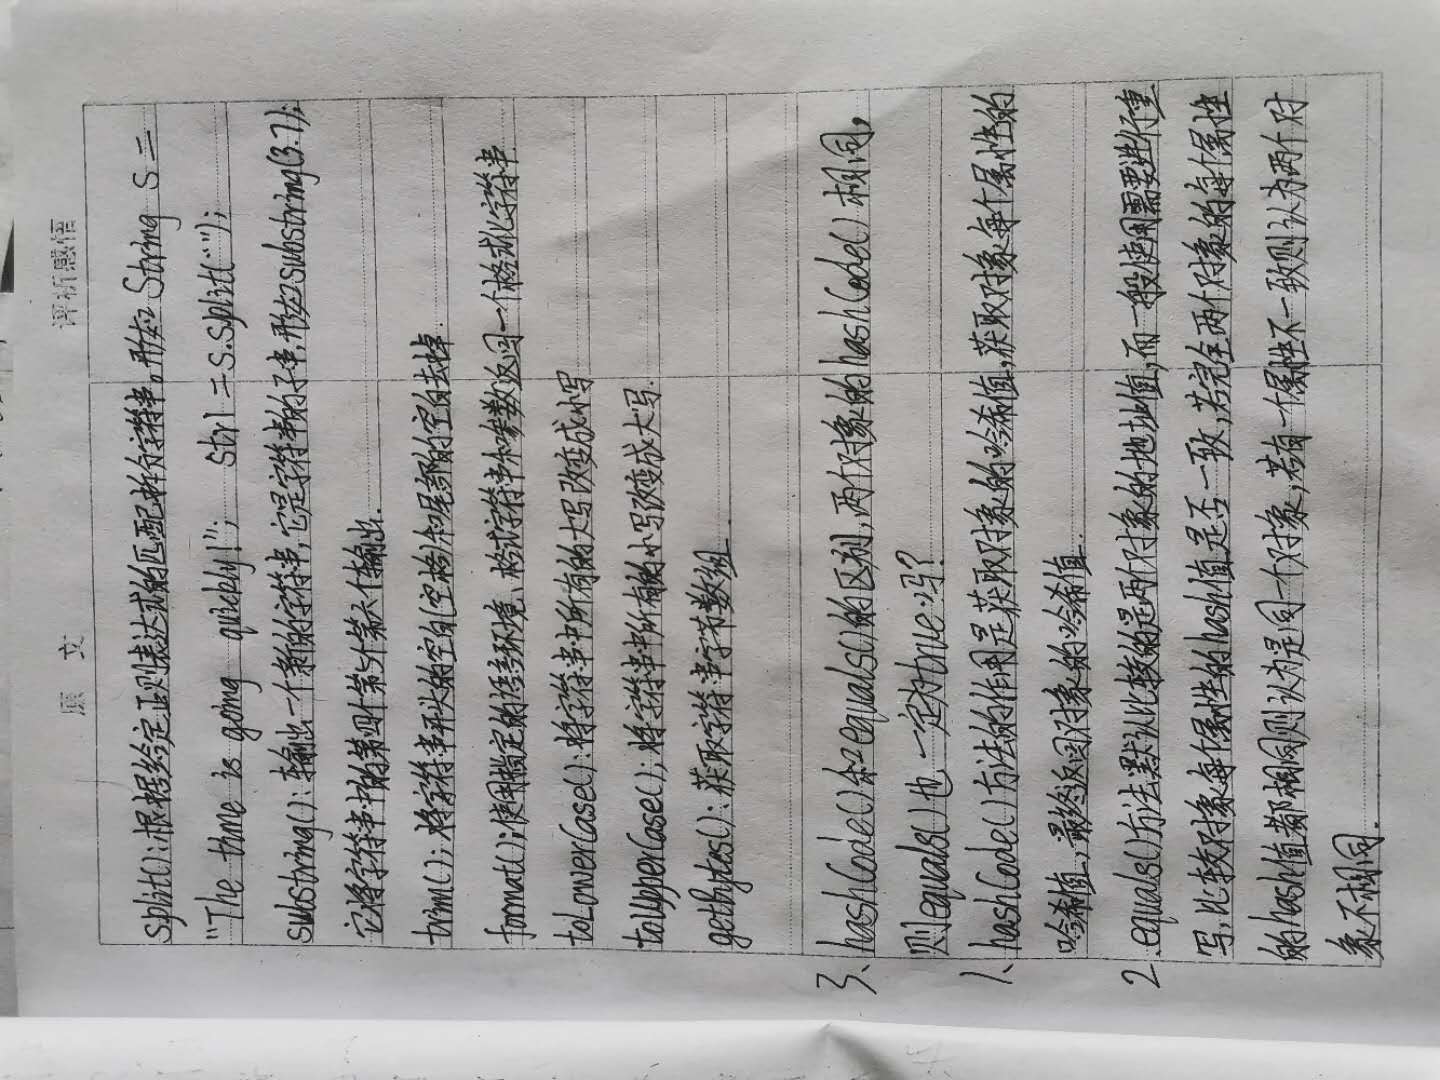 原 文 评析感悟
split():根据给定正则表达式的匹配拆分字符串。形如 String S =
"The time is going quickly!"; str1 = s.split(" ");
substring():输出一个新的字符串,它是字符串的子串,形如substring(3.7);
它将字符串中的第四个第六个输出.
trim();将字符串开头的空白(空格)和尾部的空白去掉.
format();使用指定的语言环境、格式字符串和参数返回一个格式化字符串
toLowerCase():将字符串中所有的大写改变成小写
toUpperCase();将字符串中所有的小写改变成大写.
getbytes():获取字符串字节数组.
3、hashCode()和equals()的区别,两个对象的hashCode()相同,
则equals()也一定为true吗?
1、hashCode()方法的作用是获取对象的哈希值,获取对象每个属性的
哈希值,最终返回对象的哈希值.
2.equals()方法默认比较的是两个对象的地址值,而一般使用需要进行重
写,比较对象每个属性的hash值是否一致,若完全两个对象的每个属性
的hash值都相同则认为是同一个对象,若有一个属性不一致则认为两个对
象不相同.